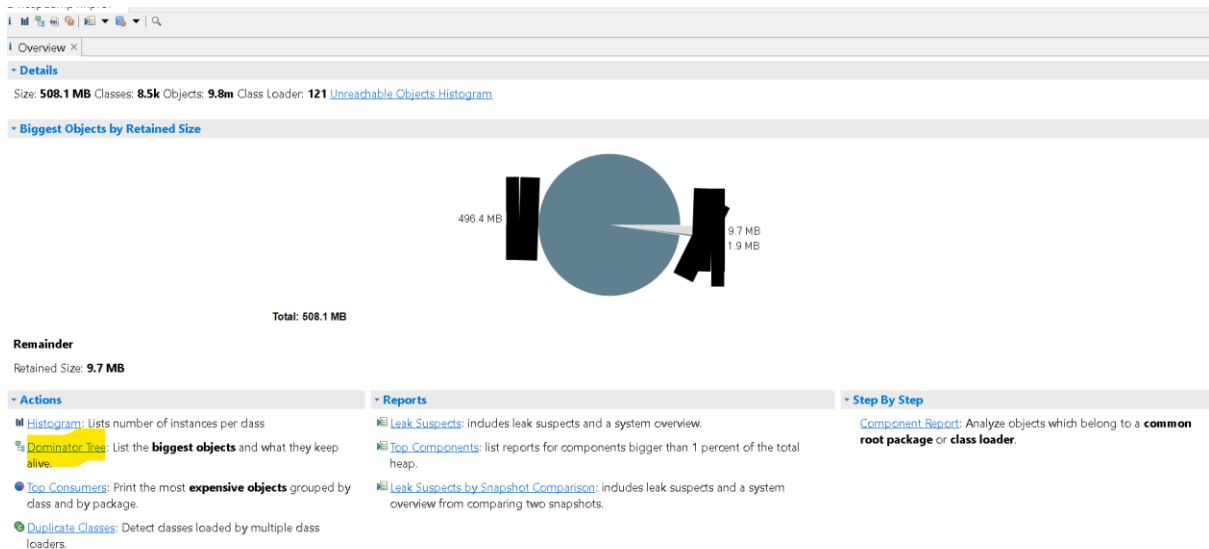 Overview
Details
Size: 508.1 MB Classes: 8.5k Objects: 9.8m Class Loader: 121 Unreachable Objects Histogram
Biggest Objects by Retained Size
496.4 MB
9.7 MB
1.9 MB
Total: 508.1 MB
Remainder
Retained Size: 9.7 MB
Actions
Histogram: Lists number of instances per class
Dominator Tree: List the biggest objects and what they keep
alive.
Top Consumers: Print the most expensive objects grouped by
class and by package.
Duplicate Classes: Detect classes loaded by multiple class
loaders.
Reports
Leak Suspects: includes leak suspects and a system overview.
Top Components: list reports for components bigger than 1 percent of the total
heap.
Leak Suspects by Snapshot Comparison: includes leak suspects and a system
overview from comparing two snapshots.
Step By Step
Component Report: Analyze objects which belong to a common
root package or class loader.